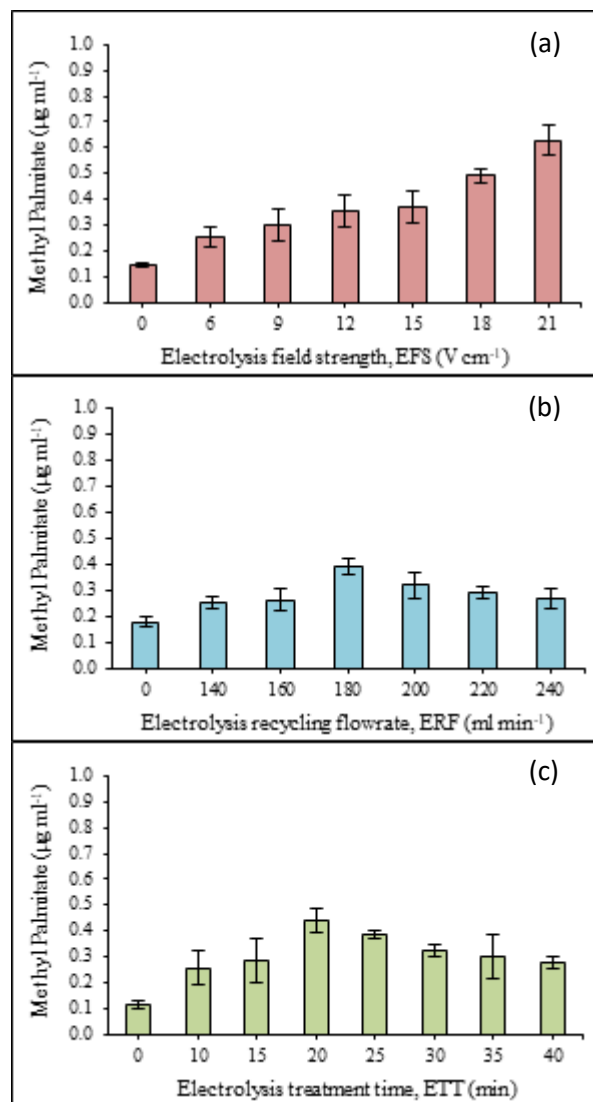 (a)
Methyl Palmitate (µg ml⁻¹)
1.0
0.9
0.8
0.7
0.6
0.5
0.4
0.3
0.2
0.1
0.0
0 6 9 12 15 18 21
Electrolysis field strength, EFS (V cm⁻¹)
(b)
Methyl Palmitate (µg ml⁻¹)
1.0
0.9
0.8
0.7
0.6
0.5
0.4
0.3
0.2
0.1
0.0
0 140 160 180 200 220 240
Electrolysis recycling flowrate, ERF (ml min⁻¹)
(c)
Methyl Palmitate (µg ml⁻¹)
1.0
0.9
0.8
0.7
0.6
0.5
0.4
0.3
0.2
0.1
0.0
0 10 15 20 25 30 35 40
Electrolysis treatment time, ETT (min)